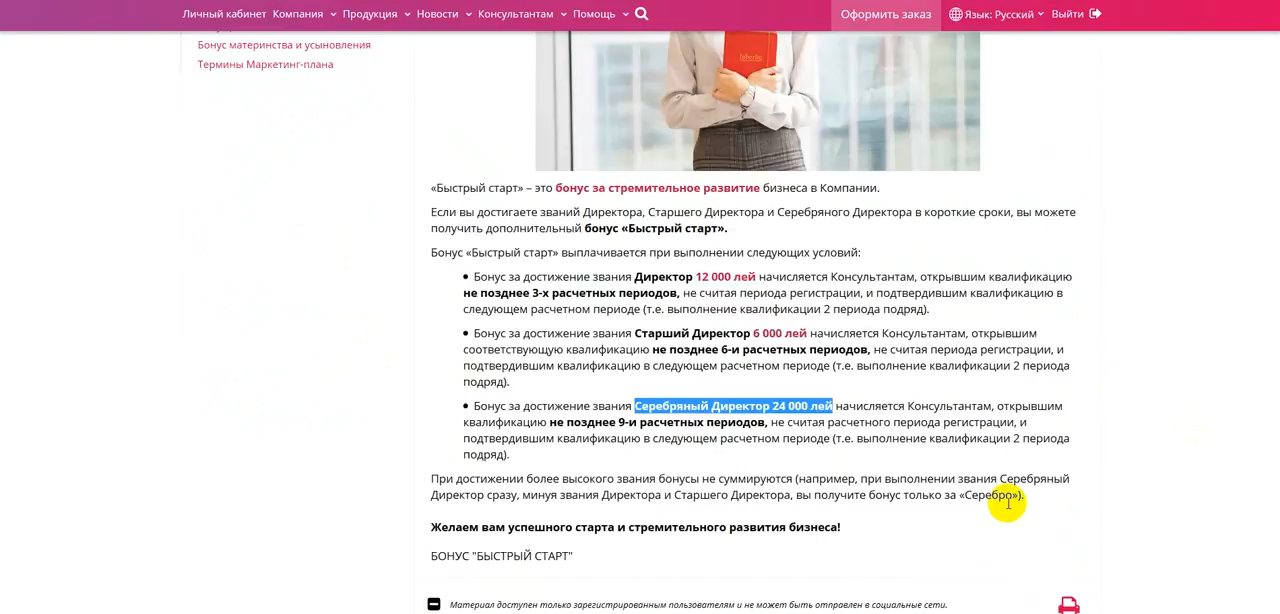 Личный кабинет Компания Продукция Новости Консультантам Помощь Оформить заказ Язык: Русский Выйти
Бонус материнства и усыновления
Термины Маркетинг-плана
faberlic
«Быстрый старт» – это бонус за стремительное развитие бизнеса в Компании.
Если вы достигаете званий Директора, Старшего Директора и Серебряного Директора в короткие сроки, вы можете
получить дополнительный бонус «Быстрый старт».
Бонус «Быстрый старт» выплачивается при выполнении следующих условий:
• Бонус за достижение звания Директор 12 000 лей начисляется Консультантам, открывшим квалификацию
не позднее 3-х расчетных периодов, не считая периода регистрации, и подтвердившим квалификацию в
следующем расчетном периоде (т.е. выполнение квалификации 2 периода подряд).
• Бонус за достижение звания Старший Директор 6 000 лей начисляется Консультантам, открывшим
соответствующую квалификацию не позднее 6-и расчетных периодов, не считая периода регистрации, и
подтвердившим квалификацию в следующем расчетном периоде (т.е. выполнение квалификации 2 периода
подряд).
• Бонус за достижение звания Серебряный Директор 24 000 лей начисляется Консультантам, открывшим
квалификацию не позднее 9-и расчетных периодов, не считая расчетного периода регистрации, и
подтвердившим квалификацию в следующем расчетном периоде (т.е. выполнение квалификации 2 периода
подряд).
При достижении более высокого звания бонусы не суммируются (например, при выполнении звания Серебряный
Директор сразу, минуя звания Директора и Старшего Директора, вы получите бонус только за «Серебро»).
Желаем вам успешного старта и стремительного развития бизнеса!
БОНУС "БЫСТРЫЙ СТАРТ"
Материал доступен только зарегистрированным пользователям и не может быть отправлен в социальные сети.